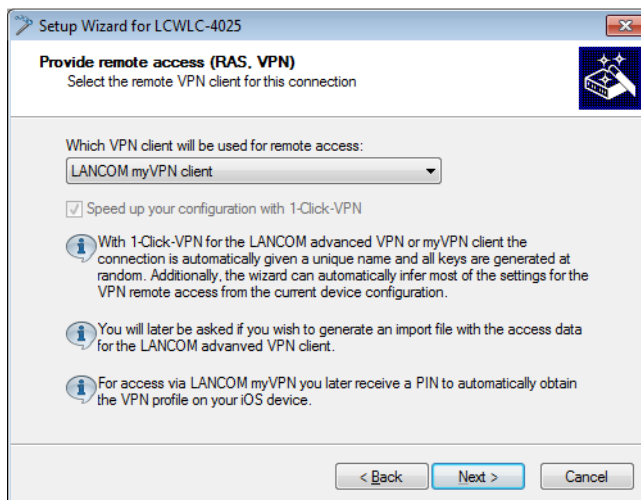 Setup Wizard for LCWLC-4025
Provide remote access (RAS, VPN)
Select the remote VPN client for this connection
Which VPN client will be used for remote access:
LANCOM myVPN client
Speed up your configuration with 1-Click-VPN
With 1-Click-VPN for the LANCOM advanced VPN or myVPN client the
connection is automatically given a unique name and all keys are generated at
random. Additionally, the wizard can automatically infer most of the settings for the
VPN remote access from the current device configuration.
You will later be asked if you wish to generate an import file with the access data
for the LANCOM advanved VPN client.
For access via LANCOM myVPN you later receive a PIN to automatically obtain
the VPN profile on your iOS device.
< Back
Next >
Cancel